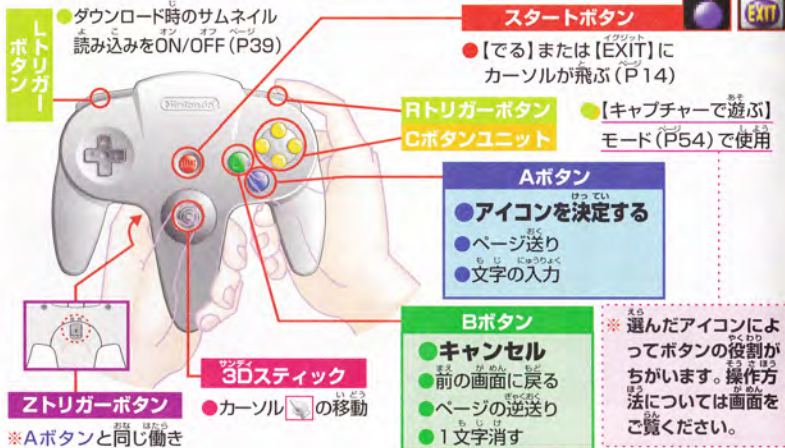 Lトリガーボタン
●ダウンロード時のサムネイル
読み込みをON/OFF(P39)
スタートボタン
●【でる】または【EXIT】に
カーソルが飛ぶ(P14)
EXIT
Nintendo
START
Rトリガーボタン
Cボタンユニット
●【キャプチャーで遊ぶ】
モード(P54)で使用
Aボタン
●アイコンを決定する
●ページ送り
●文字の入力
Bボタン
●キャンセル
●前の画面に戻る
●ページの逆送り
●1文字消す
※選んだアイコンによ
ってボタンの役割が
ちがいます。操作方
法については画面を
ご覧ください。
3Dスティック
●カーソルの移動
Zトリガーボタン
※Aボタンと同じ働き